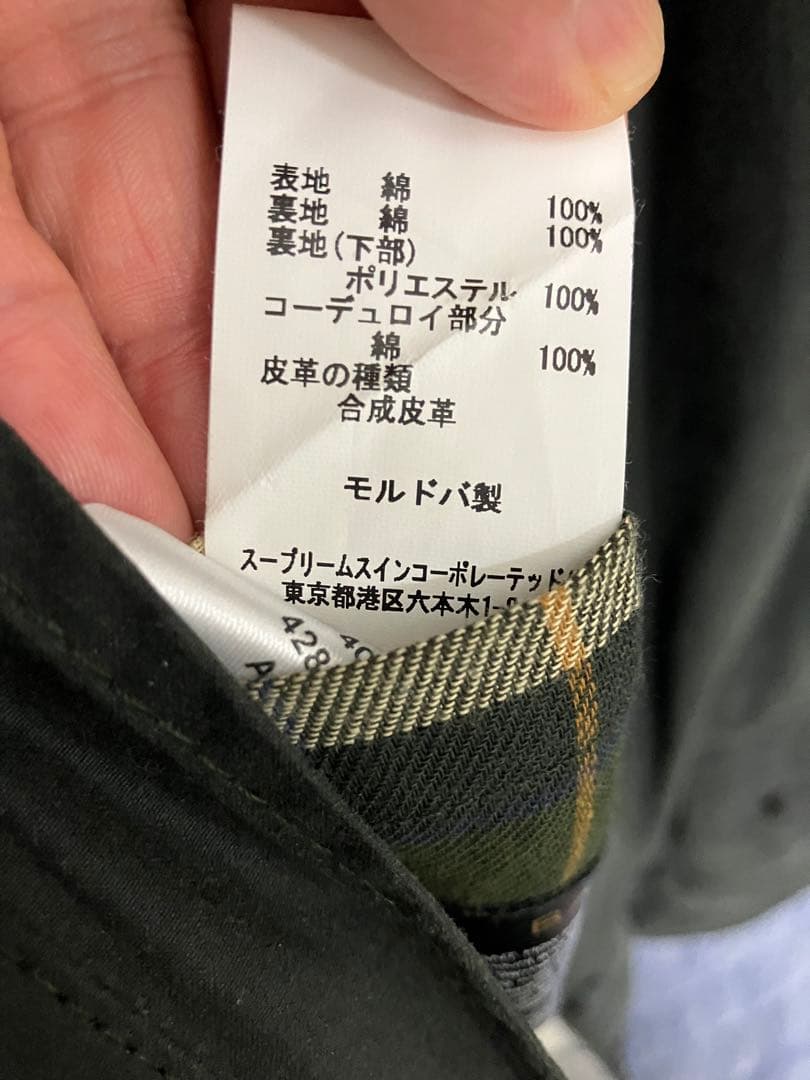 表地 綿 100%
裏地 綿 100%
裏地(下部)
ポリエステル 100%
コーデュロイ部分
綿 100%
皮革の種類
合成皮革
モルドバ製
スープリームスインコーポレーテッド
東京都港区六本木1-
428